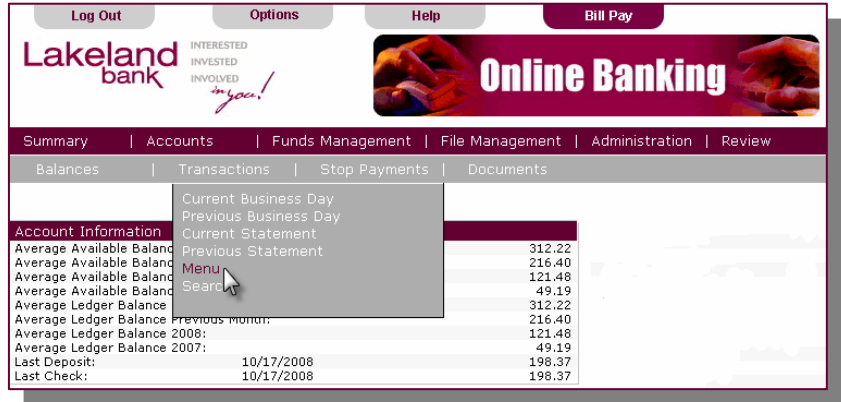 Log Out Options Help Bill Pay
Lakeland
bank
INTERESTED
INVESTED
INVOLVED
in you!
Online Banking
Summary | Accounts | Funds Management | File Management | Administration | Review
Balances | Transactions | Stop Payments | Documents
Current Business Day
Previous Business Day
Current Statement
Previous Statement
Menu
Search
Account Information
Average Available Balanc 312.22
Average Available Balanc 216.40
Average Available Balanc 121.48
Average Available Balanc 49.19
Average Ledger Balance 312.22
Average Ledger Balance Previous Month: 216.40
Average Ledger Balance 2008: 121.48
Average Ledger Balance 2007: 49.19
Last Deposit: 10/17/2008 198.37
Last Check: 10/17/2008 198.37